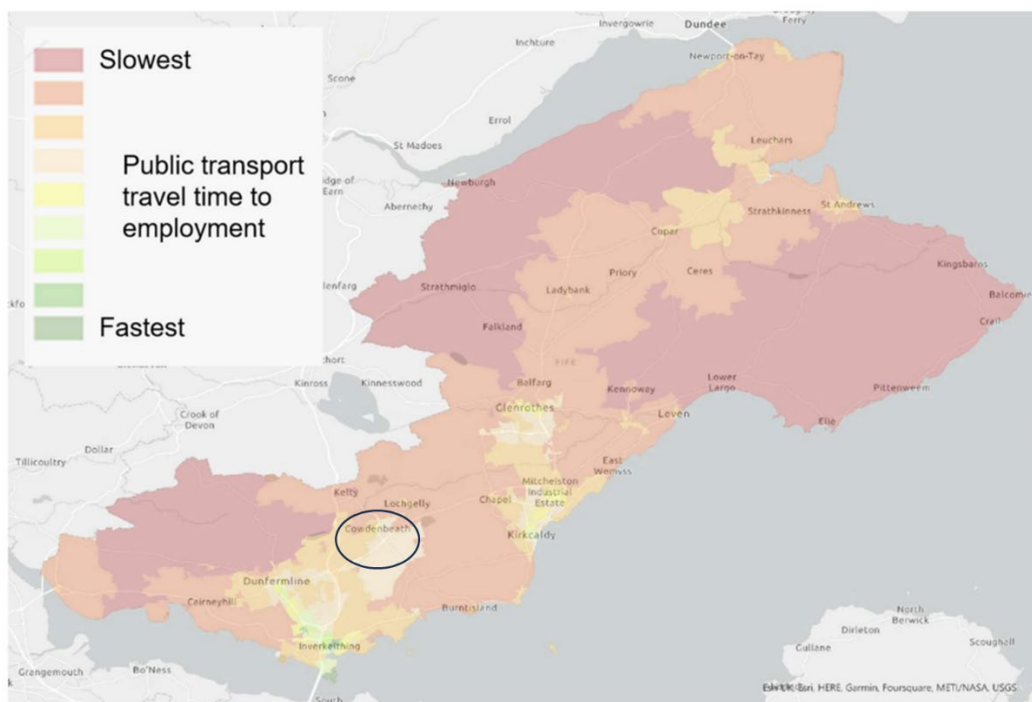 Slowest
Public transport
travel time to
employment
Fastest
Dundee
Ferry
Invergowrie
Newport-on-Tay
Inchture
Scone
Errol
St Madoes
Leuchars
Newburgh
Abernethy
Strathkinness
St Andrews
Cupar
Kingsbarns
Priory
Ceres
Ladybank
Strathmiglo
Balcomie
Falkland
Crail
FIFE
Kinross
Kinnesswood
Balfarg
Kennoway
Lower
Largo
Pittenweem
Glenrothes
Leven
Elie
Crook of
Devon
Dollar
Tillicoultry
East
Wemyss
Kelty
Lochgelly
Chapel
Mitchelston
Industrial
Estate
Cowdenbeath
Kirkcaldy
Dunfermline
Cairneyhill
Burntisland
North
Berwick
Dirleton
Gullane
Scoughall
Inverkeithing
Grangemouth
Bo'Ness
South
Esri UK, Esri, HERE, Garmin, Foursquare, METI/NASA, USGS